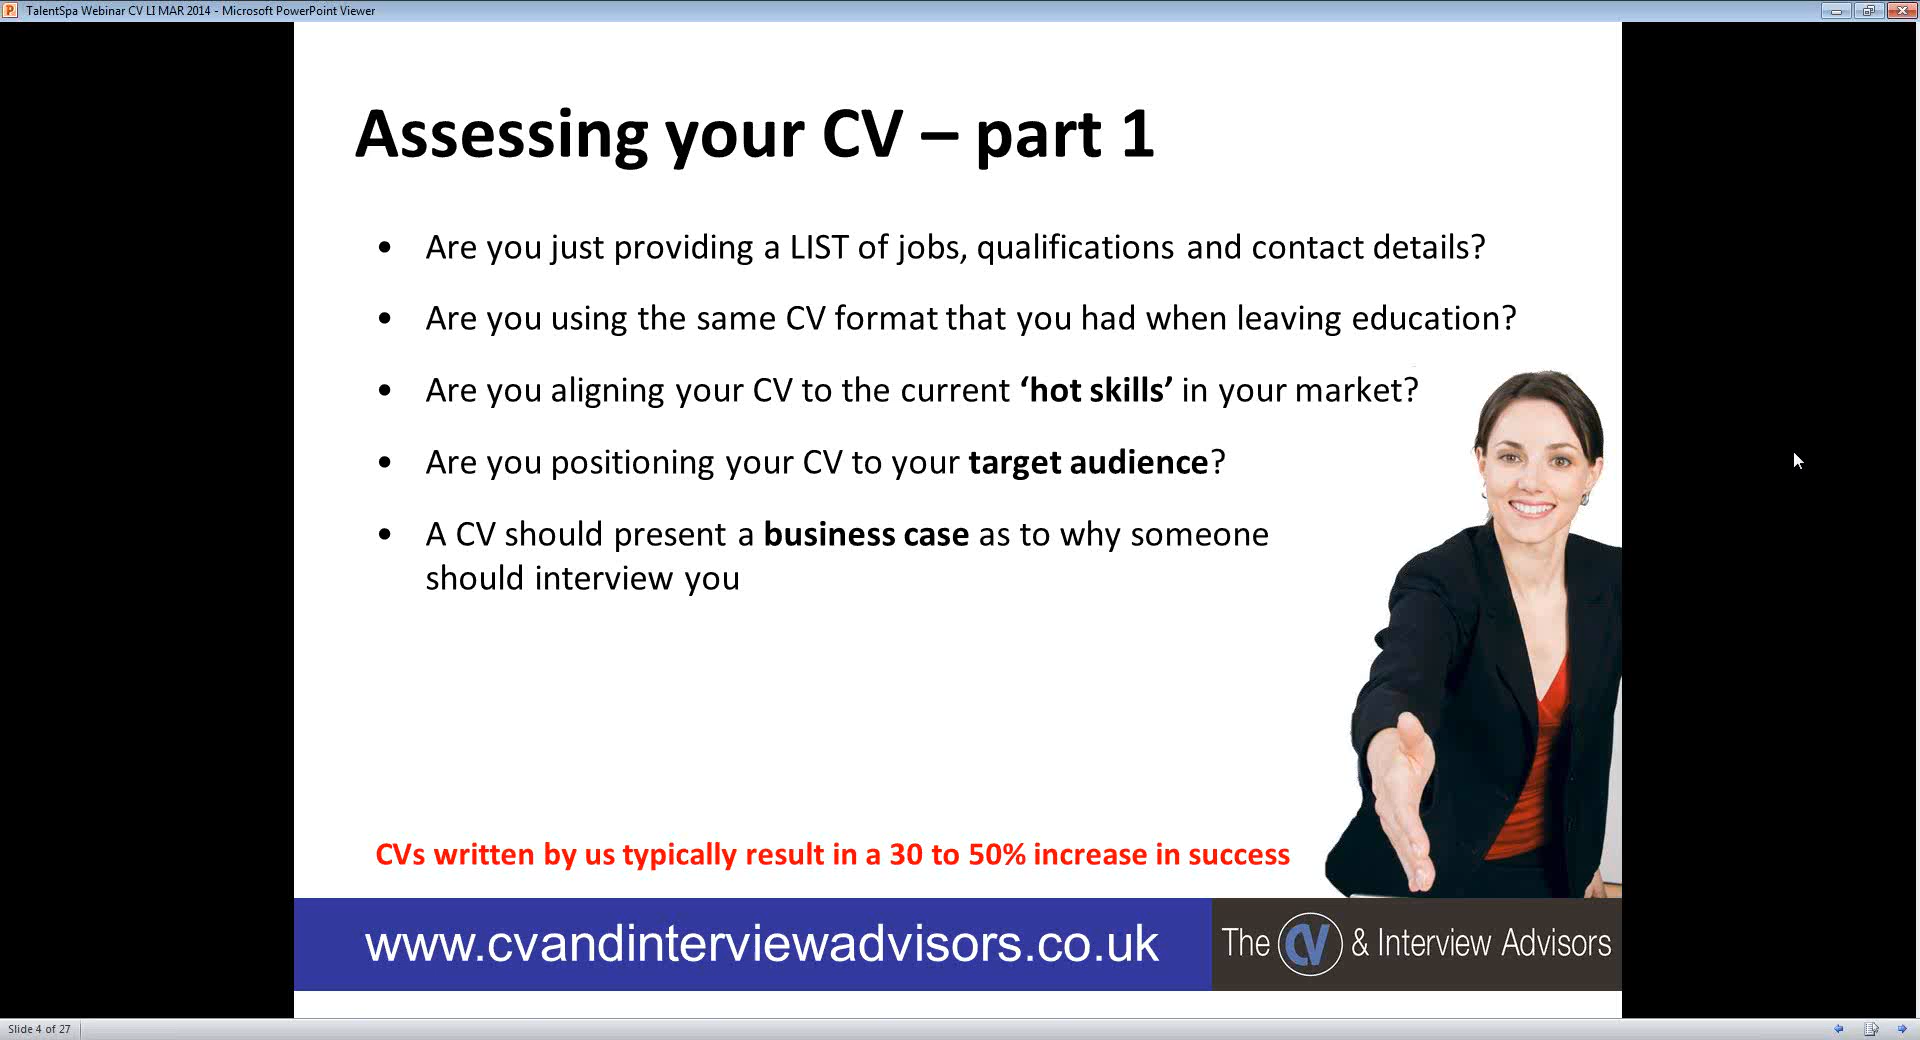 TalentSpa Webinar CV LI MAR 2014 - Microsoft PowerPoint Viewer
Assessing your CV – part 1
• Are you just providing a LIST of jobs, qualifications and contact details?
• Are you using the same CV format that you had when leaving education?
• Are you aligning your CV to the current ‘hot skills’ in your market?
• Are you positioning your CV to your target audience?
• A CV should present a business case as to why someone
should interview you
CVs written by us typically result in a 30 to 50% increase in success
www.cvandinterviewadvisors.co.uk
The CV & Interview Advisors
Slide 4 of 27